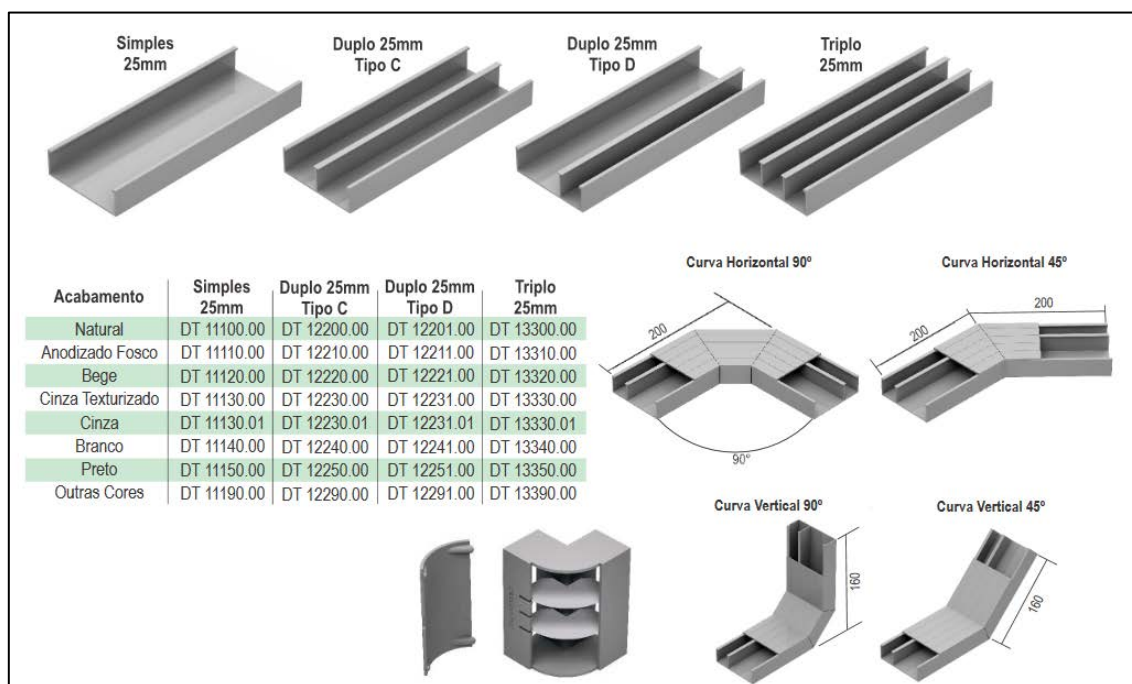 Simples
25mm
Duplo 25mm
Tipo C
Duplo 25mm
Tipo D
Triplo
25mm
Acabamento Simples 25mm Duplo 25mm Tipo C Duplo 25mm Tipo D Triplo 25mm
Natural DT 11100.00 DT 12200.00 DT 12201.00 DT 13300.00
Anodizado Fosco DT 11110.00 DT 12210.00 DT 12211.00 DT 13310.00
Bege DT 11120.00 DT 12220.00 DT 12221.00 DT 13320.00
Cinza Texturizado DT 11130.00 DT 12230.00 DT 12231.00 DT 13330.00
Cinza DT 11130.01 DT 12230.01 DT 12231.01 DT 13330.01
Branco DT 11140.00 DT 12240.00 DT 12241.00 DT 13340.00
Preto DT 11150.00 DT 12250.00 DT 12251.00 DT 13350.00
Outras Cores DT 11190.00 DT 12290.00 DT 12291.00 DT 13390.00
Curva Horizontal 90º
200
90°
Curva Horizontal 45º
200
200
Curva Vertical 90º
160
Curva Vertical 45º
160